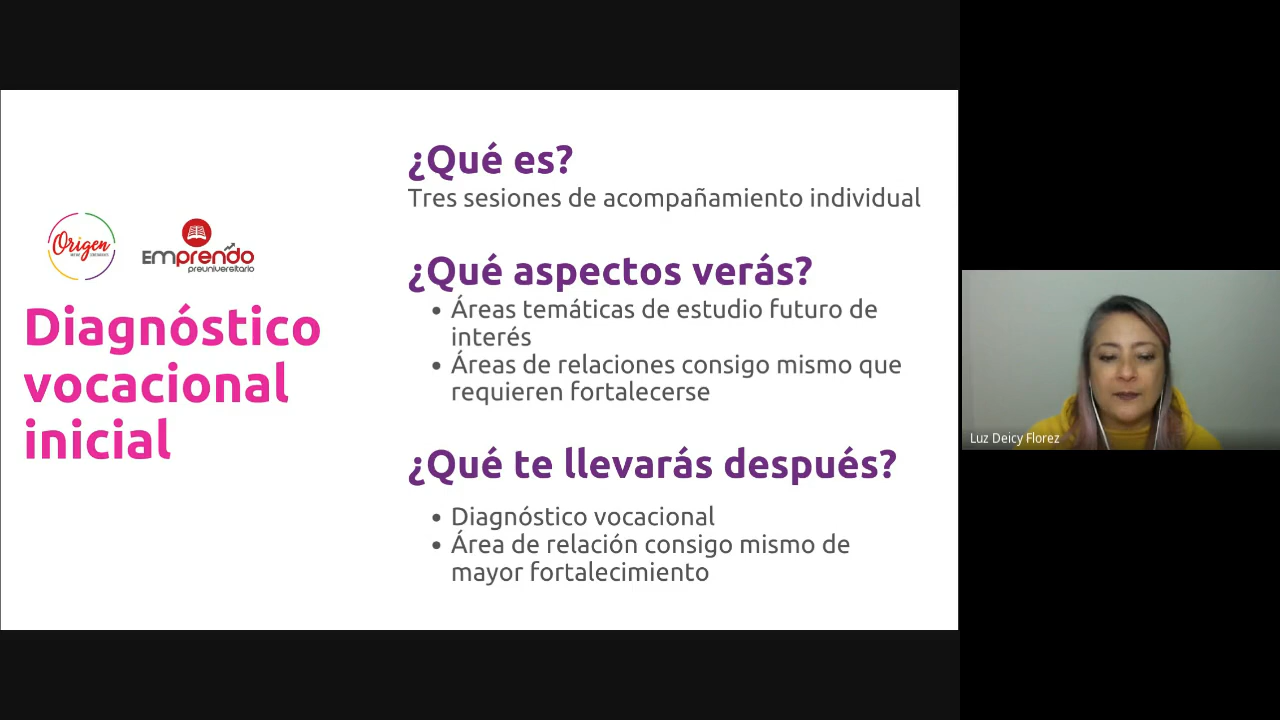 Origen
Emprendo
preuniversitario
Diagnóstico
vocacional
inicial
¿Qué es?
Tres sesiones de acompañamiento individual
¿Qué aspectos verás?
• Áreas temáticas de estudio futuro de
interés
• Áreas de relaciones consigo mismo que
requieren fortalecerse
¿Qué te llevarás después?
• Diagnóstico vocacional
• Área de relación consigo mismo de
mayor fortalecimiento
Luz Deicy Florez